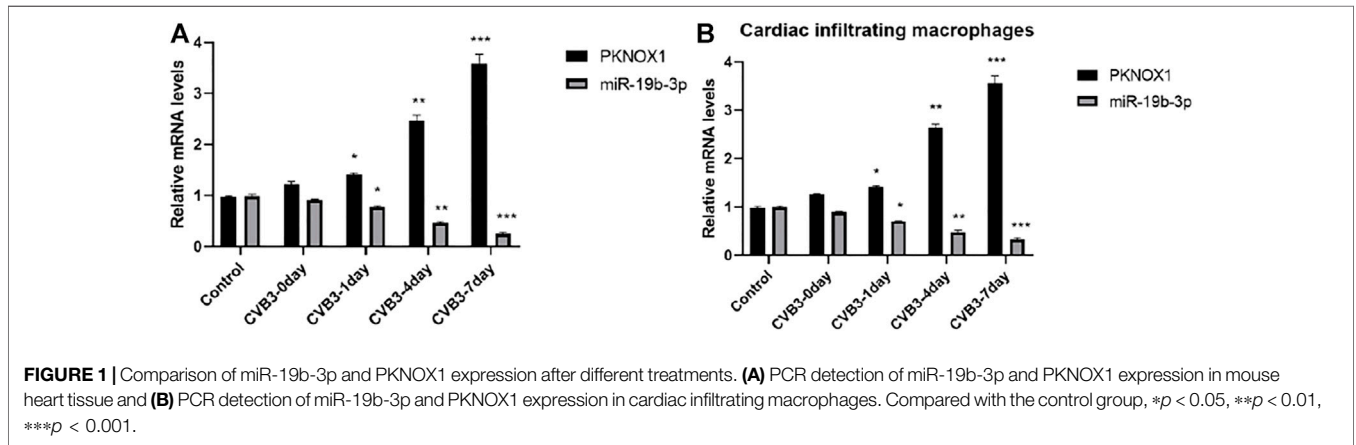 A
Relative mRNA levels
4
3
2
1
0
***
**
*
*
**
***
Control
CVB3-0day
CVB3-1day
CVB3-4day
CVB3-7day
PKNOX1
miR-19b-3p
B
Cardiac infiltrating macrophages
Relative mRNA levels
4
3
2
1
0
***
**
*
*
**
***
Control
CVB3-0day
CVB3-1day
CVB3-4day
CVB3-7day
PKNOX1
miR-19b-3p
FIGURE 1 | Comparison of miR-19b-3p and PKNOX1 expression after different treatments. (A) PCR detection of miR-19b-3p and PKNOX1 expression in mouse
heart tissue and (B) PCR detection of miR-19b-3p and PKNOX1 expression in cardiac infiltrating macrophages. Compared with the control group, *p < 0.05, **p < 0.01,
***p < 0.001.